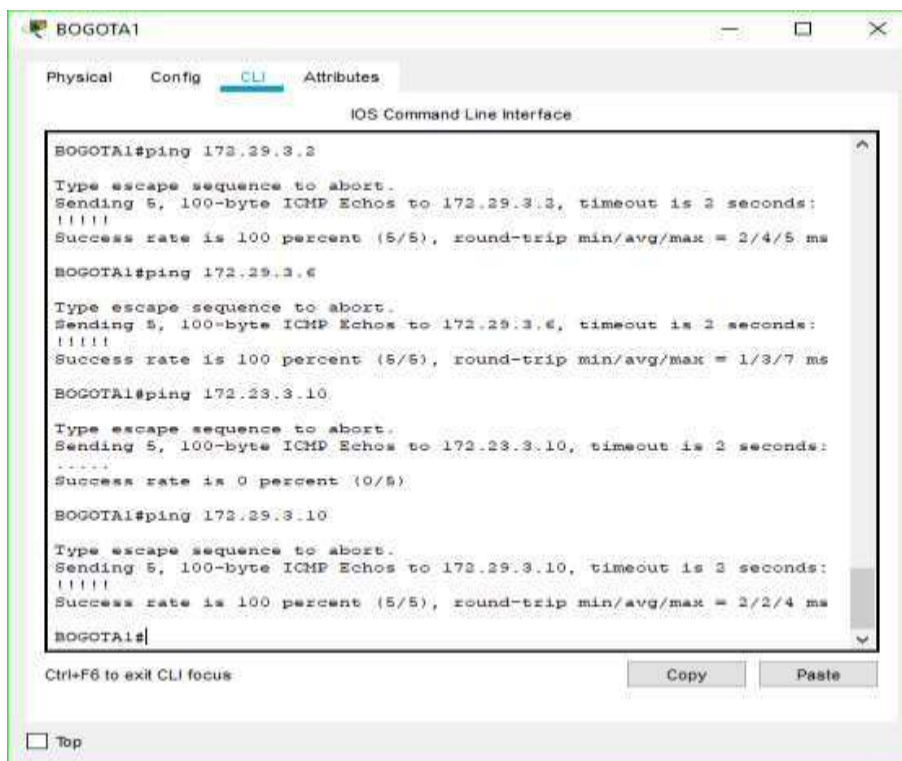 BOGOTA1
Physical Config CLI Attributes
IOS Command Line Interface
BOGOTA1#ping 172.29.3.2
Type escape sequence to abort.
Sending 5, 100-byte ICMP Echos to 172.29.3.2, timeout is 2 seconds:
!!!!!
Success rate is 100 percent (5/5), round-trip min/avg/max = 2/4/5 ms
BOGOTA1#ping 172.29.3.6
Type escape sequence to abort.
Sending 5, 100-byte ICMP Echos to 172.29.3.6, timeout is 2 seconds:
!!!!!
Success rate is 100 percent (5/5), round-trip min/avg/max = 1/3/7 ms
BOGOTA1#ping 172.23.3.10
Type escape sequence to abort.
Sending 5, 100-byte ICMP Echos to 172.23.3.10, timeout is 2 seconds:
.....
Success rate is 0 percent (0/5)
BOGOTA1#ping 172.29.3.10
Type escape sequence to abort.
Sending 5, 100-byte ICMP Echos to 172.29.3.10, timeout is 2 seconds:
!!!!!
Success rate is 100 percent (5/5), round-trip min/avg/max = 2/2/4 ms
BOGOTA1#
Ctrl+F6 to exit CLI focus
Copy Paste
Top